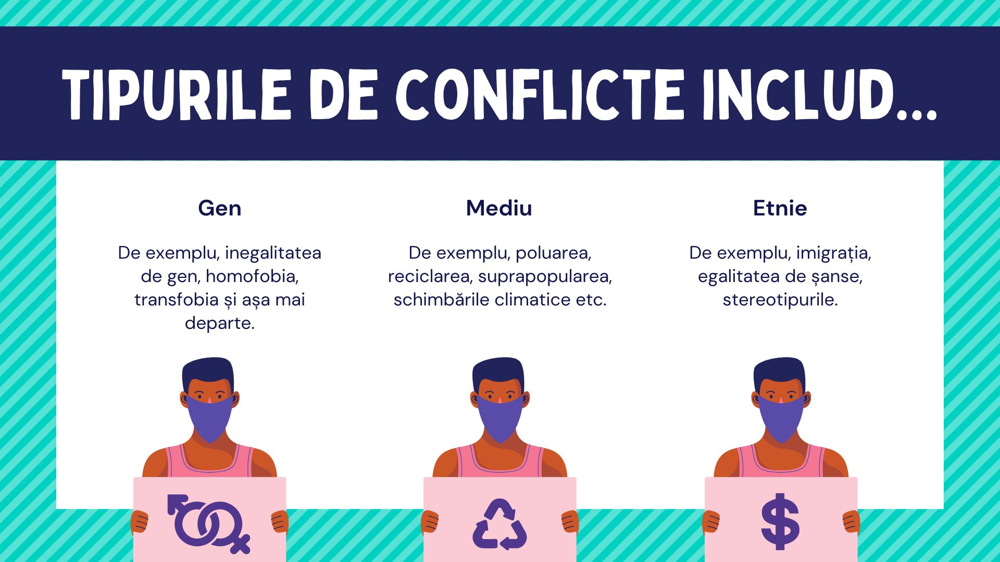 TIPURILE DE CONFLICTE INCLUD...
Gen
De exemplu, inegalitatea
de gen, homofobia,
transfobia și așa mai
departe.
Mediu
De exemplu, poluarea,
reciclarea, suprapopularea,
schimbările climatice etc.
Etnie
De exemplu, imigrația,
egalitatea de șanse,
stereotipurile.
$